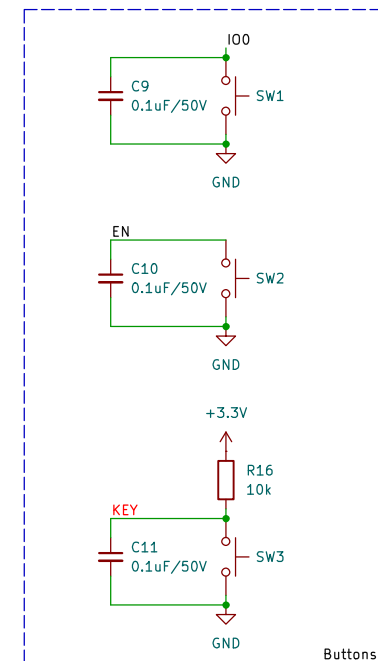 IO0
C9
0.1uF/50V
SW1
GND
EN
C10
0.1uF/50V
SW2
GND
+3.3V
R16
10k
KEY
C11
0.1uF/50V
SW3
GND
Buttons